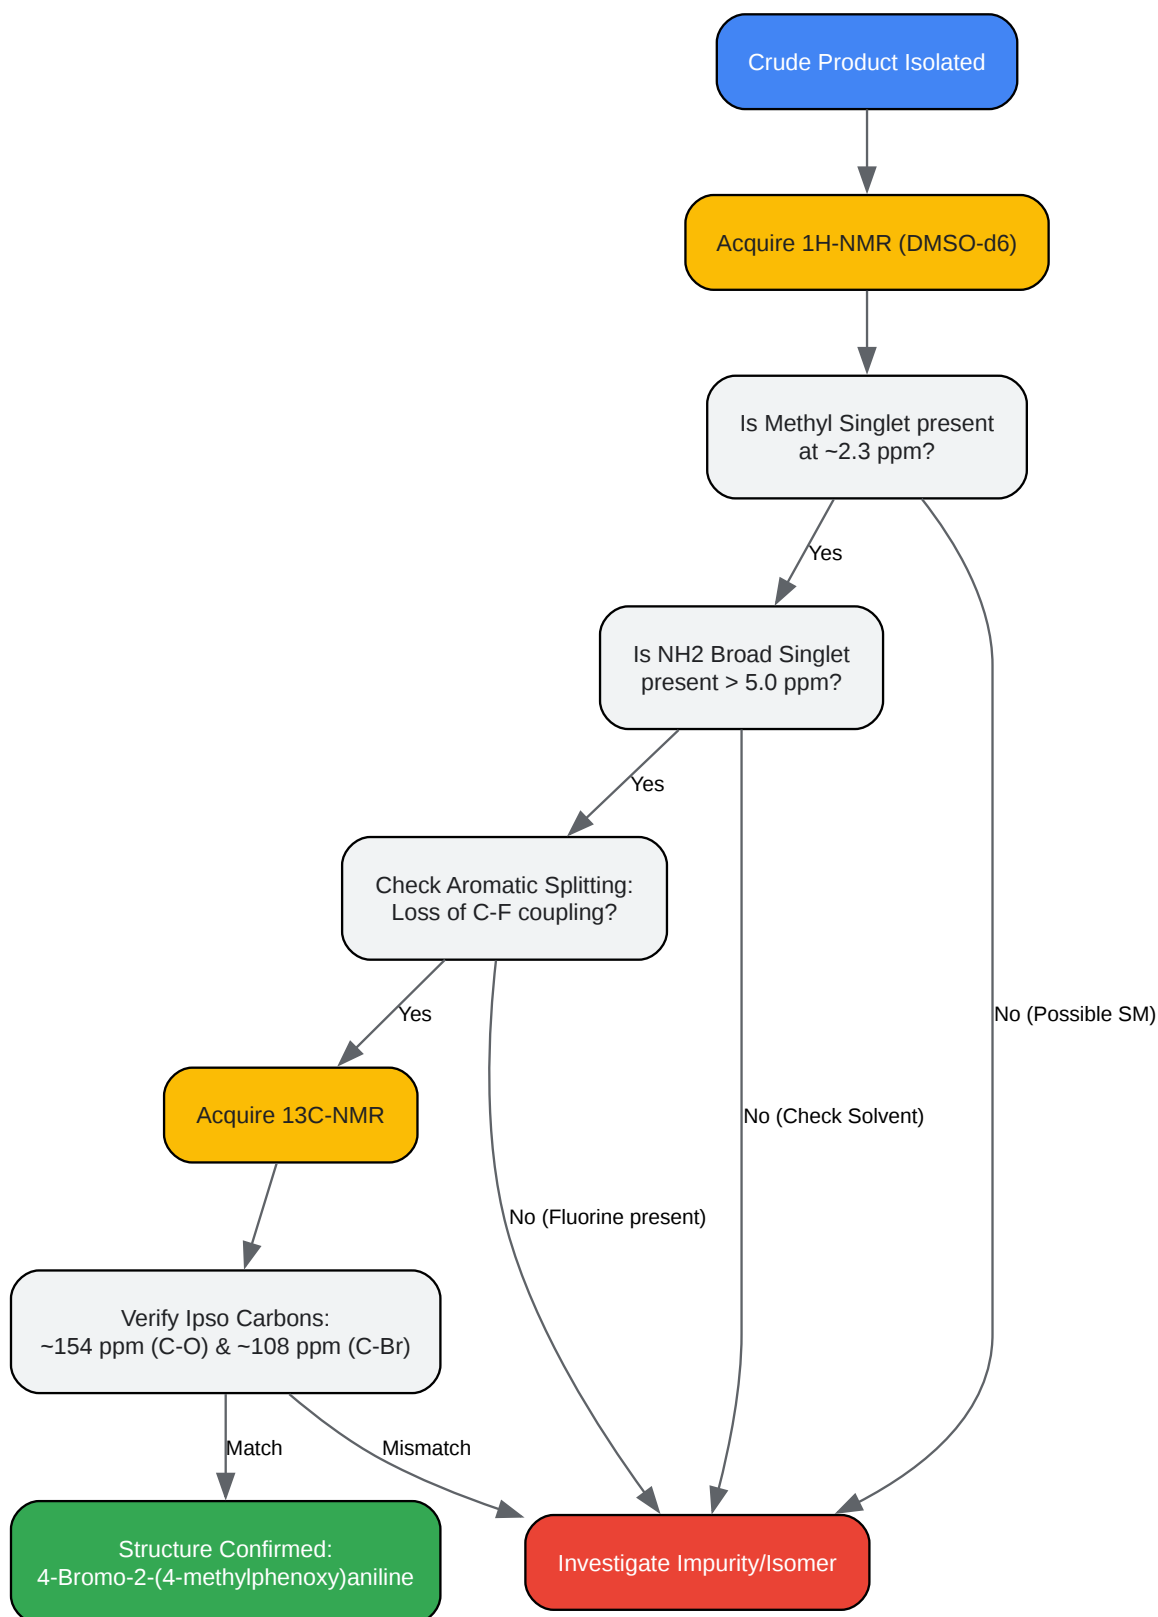 Crude Product Isolated
Acquire 1H-NMR (DMSO-d6)
Is Methyl Singlet present
at ~2.3 ppm?
Yes
Is NH2 Broad Singlet
present > 5.0 ppm?
Yes
Check Aromatic Splitting:
Loss of C-F coupling?
Yes
No (Possible SM)
Acquire 13C-NMR
No (Check Solvent)
No (Fluorine present)
Verify Ipso Carbons:
~154 ppm (C-O) & ~108 ppm (C-Br)
Match
Mismatch
Structure Confirmed:
4-Bromo-2-(4-methylphenoxy)aniline
Investigate Impurity/Isomer